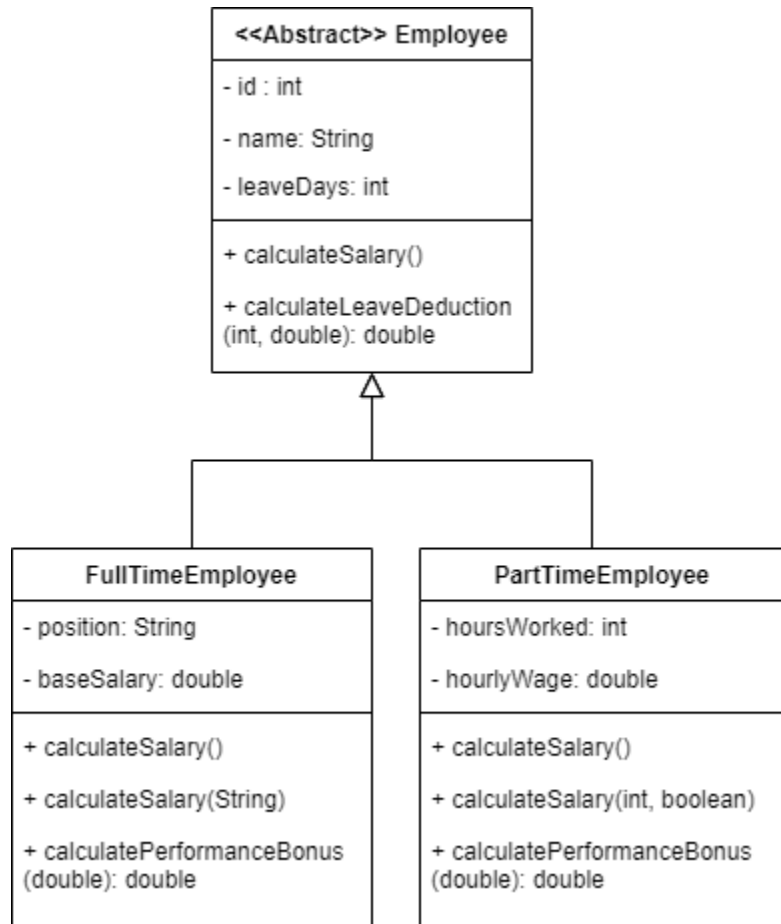 <<Abstract>> Employee
- id : int
- name: String
- leaveDays: int
+ calculateSalary()
+ calculateLeaveDeduction
(int, double): double
FullTimeEmployee
- position: String
- baseSalary: double
+ calculateSalary()
+ calculateSalary(String)
+ calculatePerformanceBonus
(double): double
PartTimeEmployee
- hoursWorked: int
- hourlyWage: double
+ calculateSalary()
+ calculateSalary(int, boolean)
+ calculatePerformanceBonus
(double): double